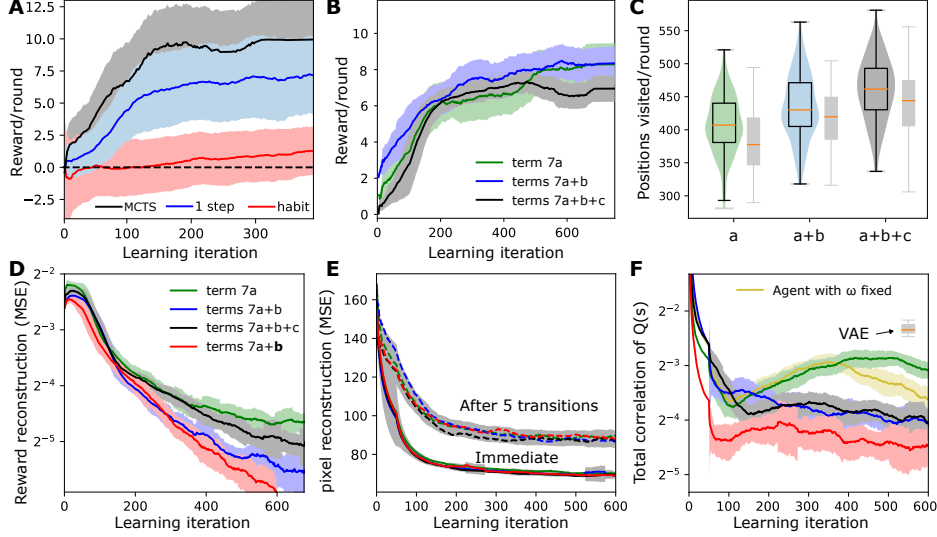 A
Reward/round
12.5
10.0
7.5
5.0
2.5
0.0
−2.5
MCTS
1 step
habit
0
100
200
300
Learning iteration
B
Reward/round
8
6
4
2
0
term 7a
terms 7a+b
terms 7a+b+c
0
250
500
750
Learning iteration
C
Positions visited/round
550
500
450
400
350
300
a
a+b
a+b+c
D
Reward reconstruction (MSE)
2−2
2−3
2−4
2−5
term 7a
terms 7a+b
terms 7a+b+c
terms 7a+b
0
100
200
300
400
500
600
Learning iteration
E
pixel reconstruction (MSE)
160
140
120
100
80
After 5 transitions
Immediate
0
100
200
300
400
500
600
Learning iteration
F
Total correlation of Q(s)
2−2
2−3
2−4
2−5
Agent with ω fixed
VAE
0
100
200
300
400
500
600
Learning iteration